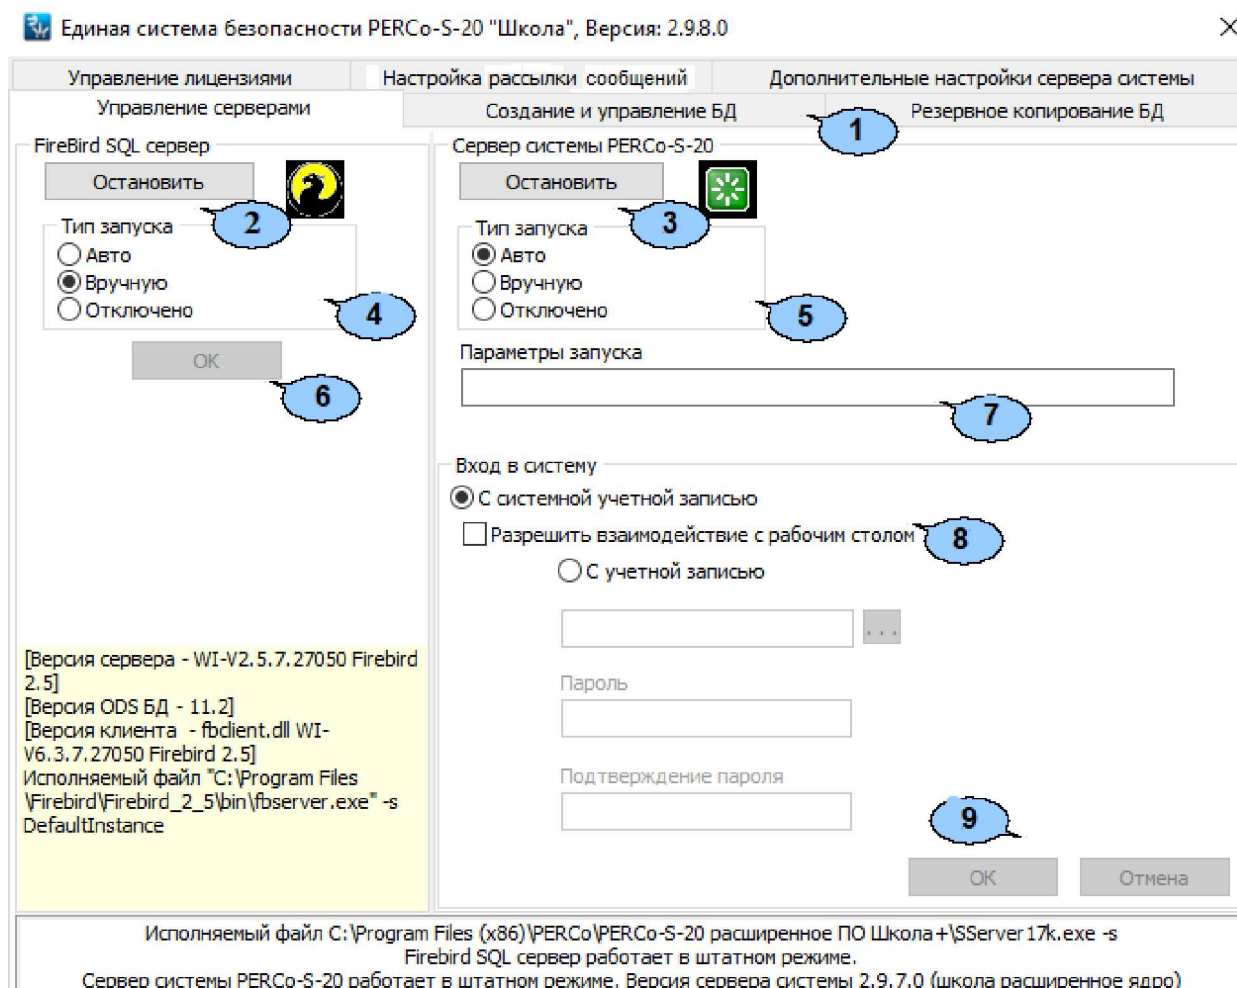 Единая система безопасности PERCo-S-20 "Школа", Версия: 2.9.8.0
Управление лицензиями
Настройка рассылки сообщений
Дополнительные настройки сервера системы
Управление серверами
Создание и управление БД
1
Резервное копирование БД
FireBird SQL сервер
Остановить
2
Тип запуска
Авто
Вручную
Отключено
4
OK
6
[Версия сервера - WI-V2.5.7.27050 Firebird
2.5]
[Версия ODS БД - 11.2]
[Версия клиента - fbclient.dll WI-
V6.3.7.27050 Firebird 2.5]
Исполняемый файл "C:\Program Files
\Firebird\Firebird_2_5\bin\fbserver.exe" -s
DefaultInstance
Сервер системы PERCo-S-20
Остановить
3
Тип запуска
Авто
Вручную
Отключено
5
Параметры запуска
7
Вход в систему
С системной учетной записью
Разрешить взаимодействие с рабочим столом
8
С учетной записью
...
Пароль
Подтверждение пароля
9
OK
Отмена
Исполняемый файл C:\Program Files (x86)\PERCo\PERCo-S-20 расширенное ПО Школа+\SServer17k.exe -s
Firebird SQL сервер работает в штатном режиме.
Сервер системы PERCo-S-20 работает в штатном режиме. Версия сервера системы 2.9.7.0 (школа расширенное ядро)